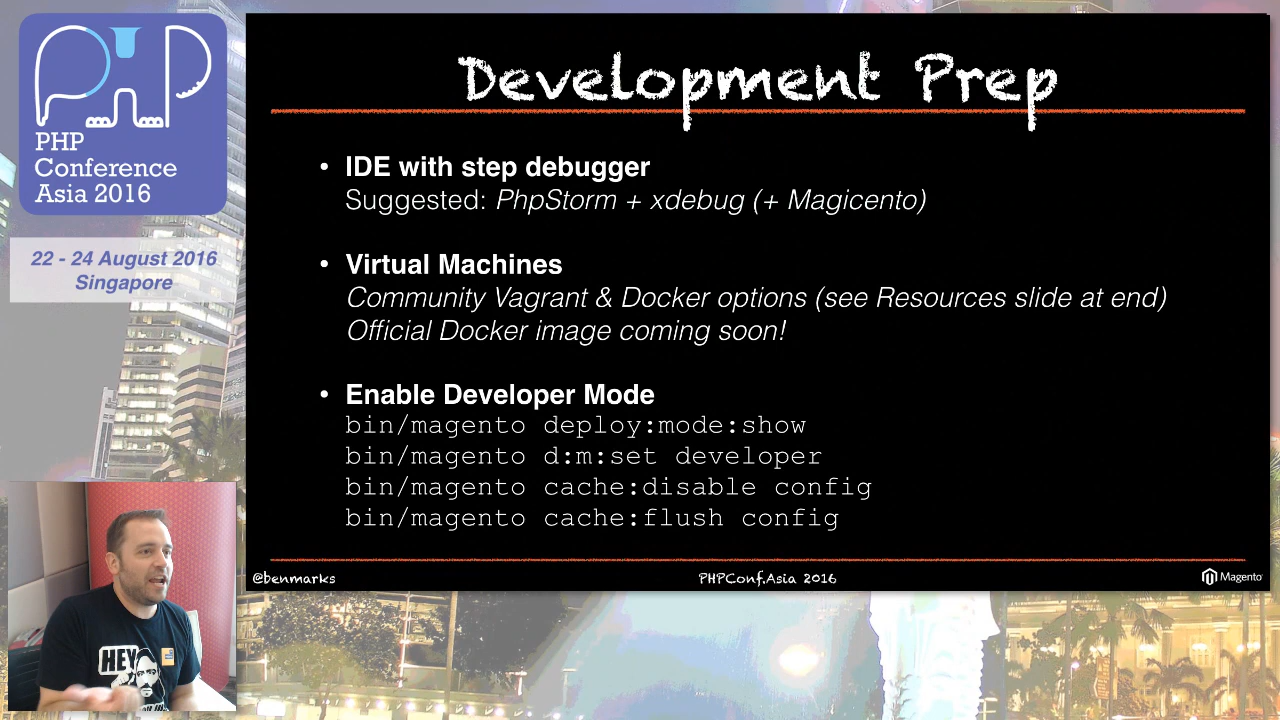 PHP
PHP
Conference
Asia 2016
22 - 24 August 2016
Singapore
Development Prep
• IDE with step debugger
Suggested: PhpStorm + xdebug (+ Magicento)
• Virtual Machines
Community Vagrant & Docker options (see Resources slide at end)
Official Docker image coming soon!
• Enable Developer Mode
bin/magento deploy:mode:show
bin/magento d:m:set developer
bin/magento cache:disable config
bin/magento cache:flush config
@benmarks
PHPConf.Asia 2016
Magento
HEY